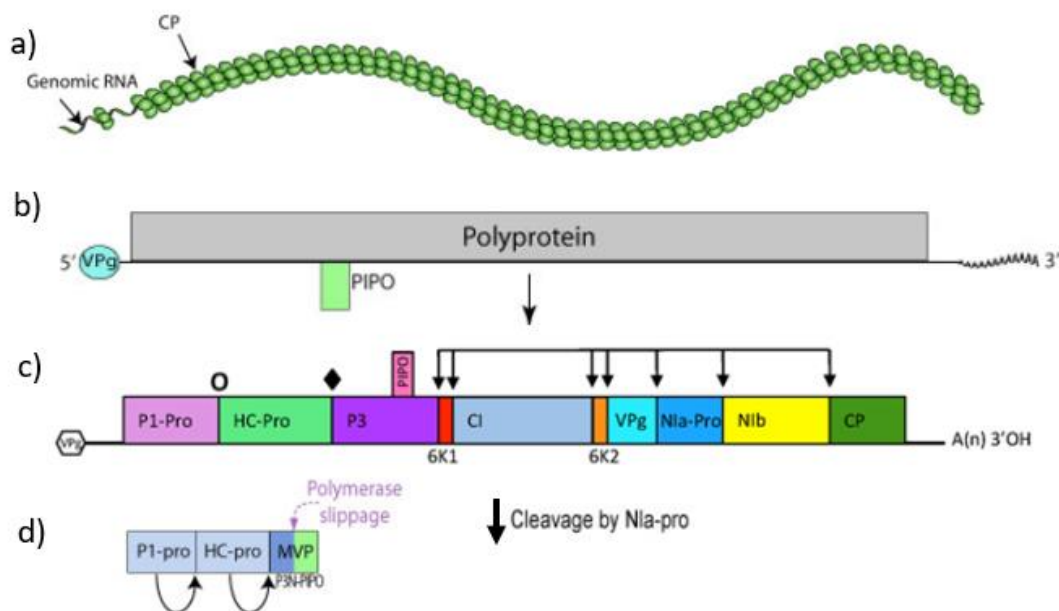 a)
CP
Genomic RNA
b)
Polyprotein
5' VPg
3'
PIPO
c)
PIPO
O
P1-Pro HC-Pro P3 CI VPg NIa-Pro NIb CP
VPg
A(n) 3'OH
6K1 6K2
Polymerase
slippage
Cleavage by NIa-pro
d)
P1-pro HC-pro MVP
P3N-PIPO